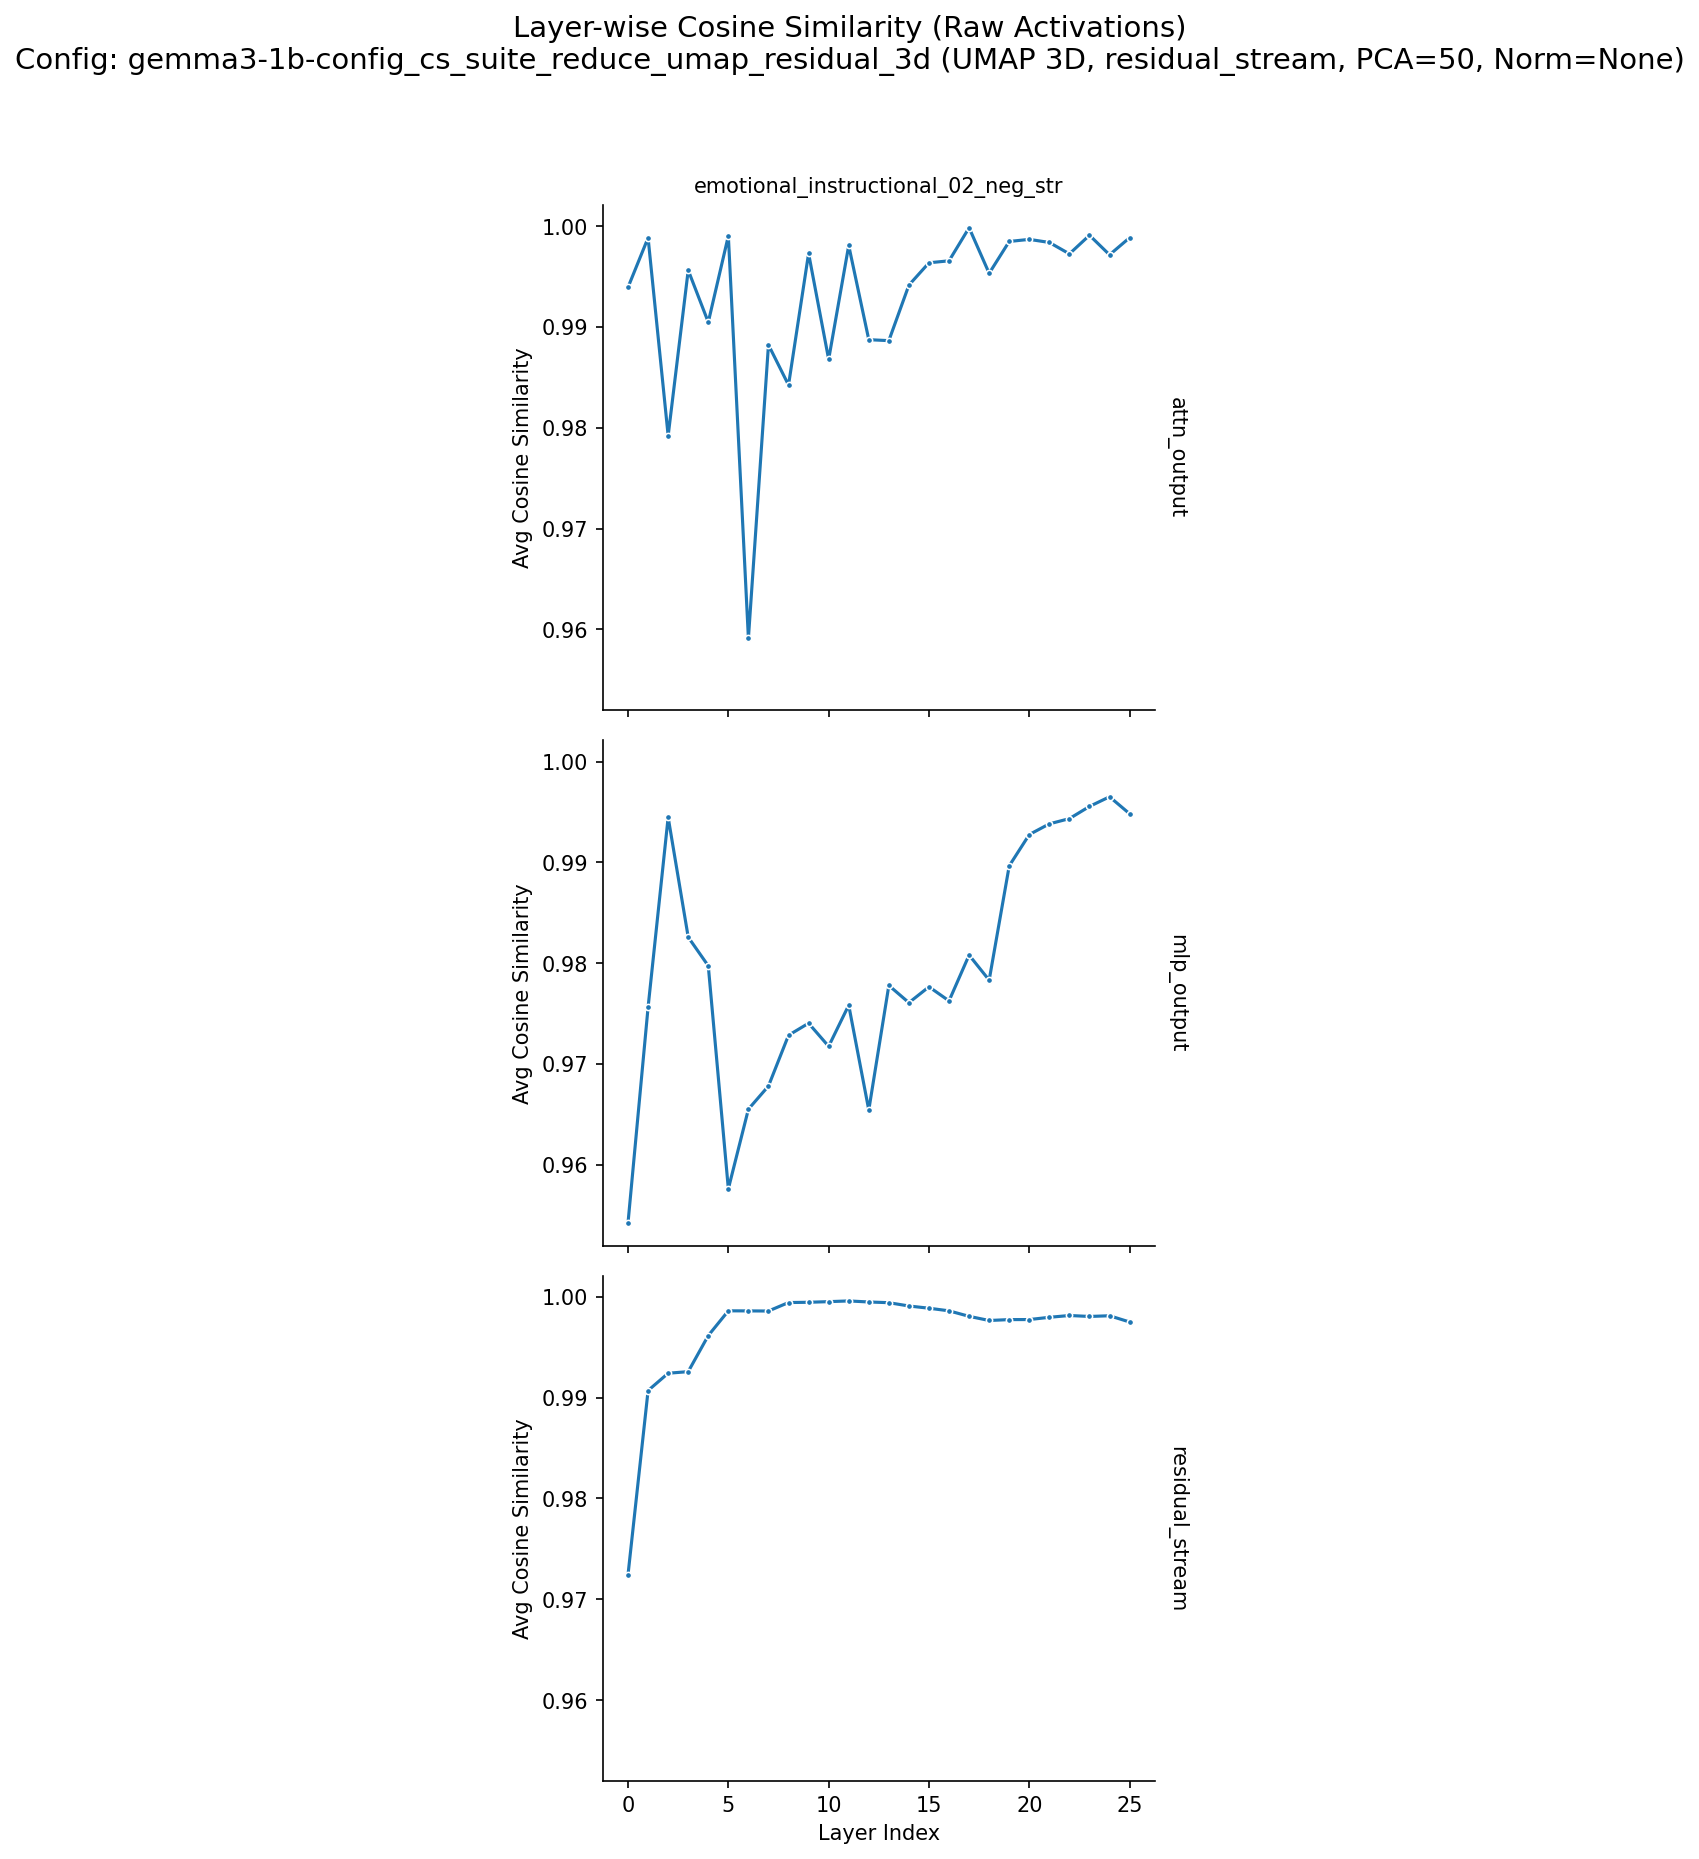 Layer-wise Cosine Similarity (Raw Activations)
Config: gemma3-1b-config_cs_suite_reduce_umap_residual_3d (UMAP 3D, residual_stream, PCA=50, Norm=None)
emotional_instructional_02_neg_str
1.00
0.99
0.98
0.97
0.96
Avg Cosine Similarity
attn_output
1.00
0.99
0.98
0.97
0.96
Avg Cosine Similarity
mlp_output
1.00
0.99
0.98
0.97
0.96
Avg Cosine Similarity
residual_stream
0 5 10 15 20 25
Layer Index